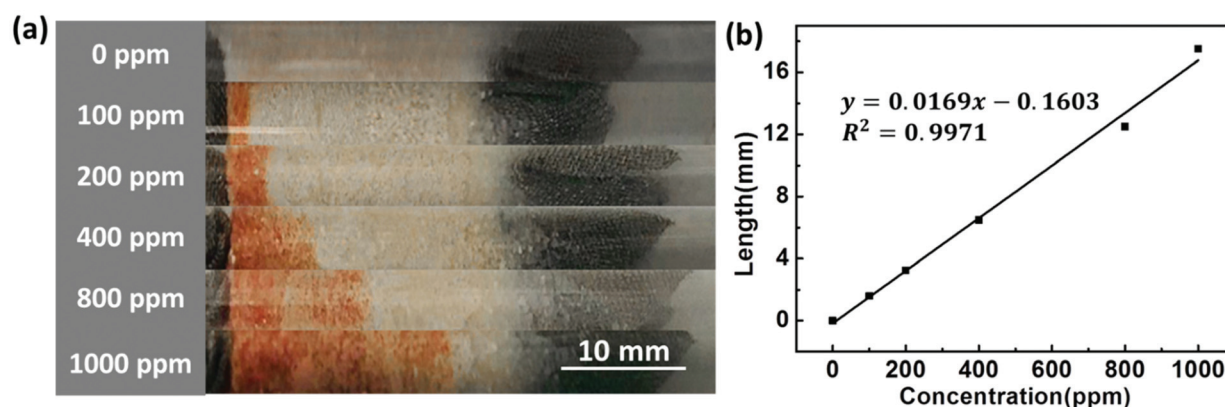 (a)
0 ppm
100 ppm
200 ppm
400 ppm
800 ppm
1000 ppm
10 mm
(b)
y = 0.0169x − 0.1603
R² = 0.9971
Length(mm)
16
12
8
4
0
0 200 400 600 800 1000
Concentration(ppm)